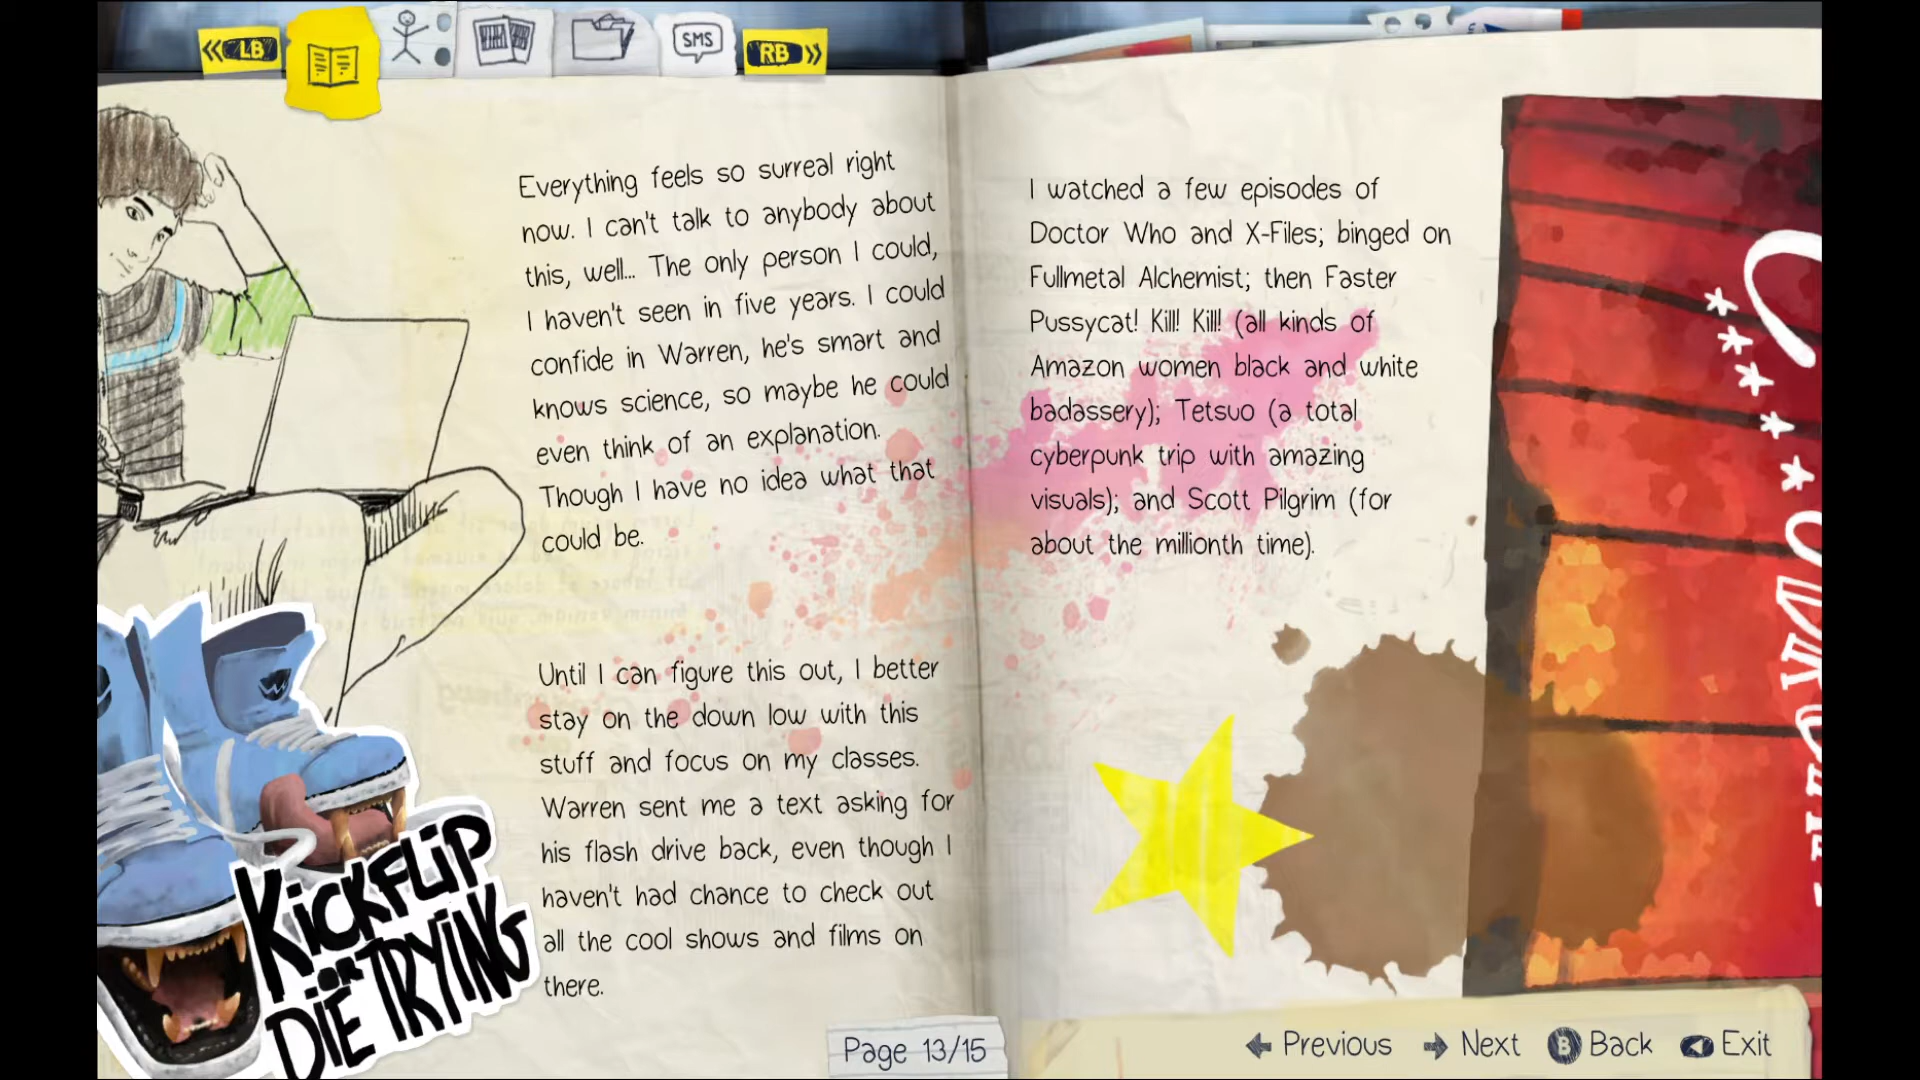 LB
SMS
RB
Everything feels so surreal right
now. I can't talk to anybody about
this, well... The only person I could,
I haven't seen in five years. I could
confide in Warren, he's smart and
knows science, so maybe he could
even think of an explanation.
Though I have no idea what that
could be.
Until I can figure this out, I better
stay on the down low with this
stuff and focus on my classes.
Warren sent me a text asking for
his flash drive back, even though I
haven't had chance to check out
all the cool shows and films on
there.
KICKFLIP
OR
DIE TRYING
I watched a few episodes of
Doctor Who and X-Files; binged on
Fullmetal Alchemist; then Faster
Pussycat! Kill! Kill! (all kinds of
Amazon women black and white
badassery); Tetsuo (a total
cyberpunk trip with amazing
visuals); and Scott Pilgrim (for
about the millionth time).
Page 13/15
Previous
Next
B Back
Exit